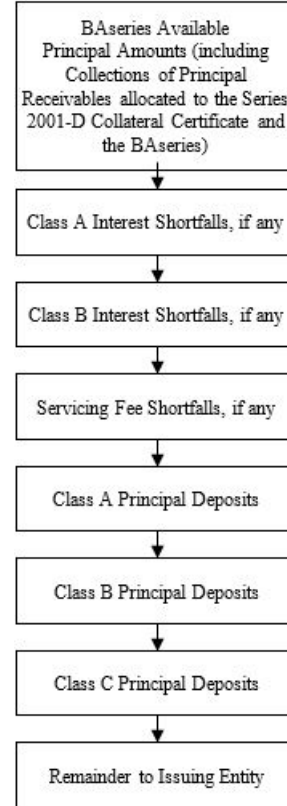 BAseries Available
Principal Amounts (including
Collections of Principal
Receivables allocated to the Series
2001-D Collateral Certificate and
the BAseries)
Class A Interest Shortfalls, if any
Class B Interest Shortfalls, if any
Servicing Fee Shortfalls, if any
Class A Principal Deposits
Class B Principal Deposits
Class C Principal Deposits
Remainder to Issuing Entity